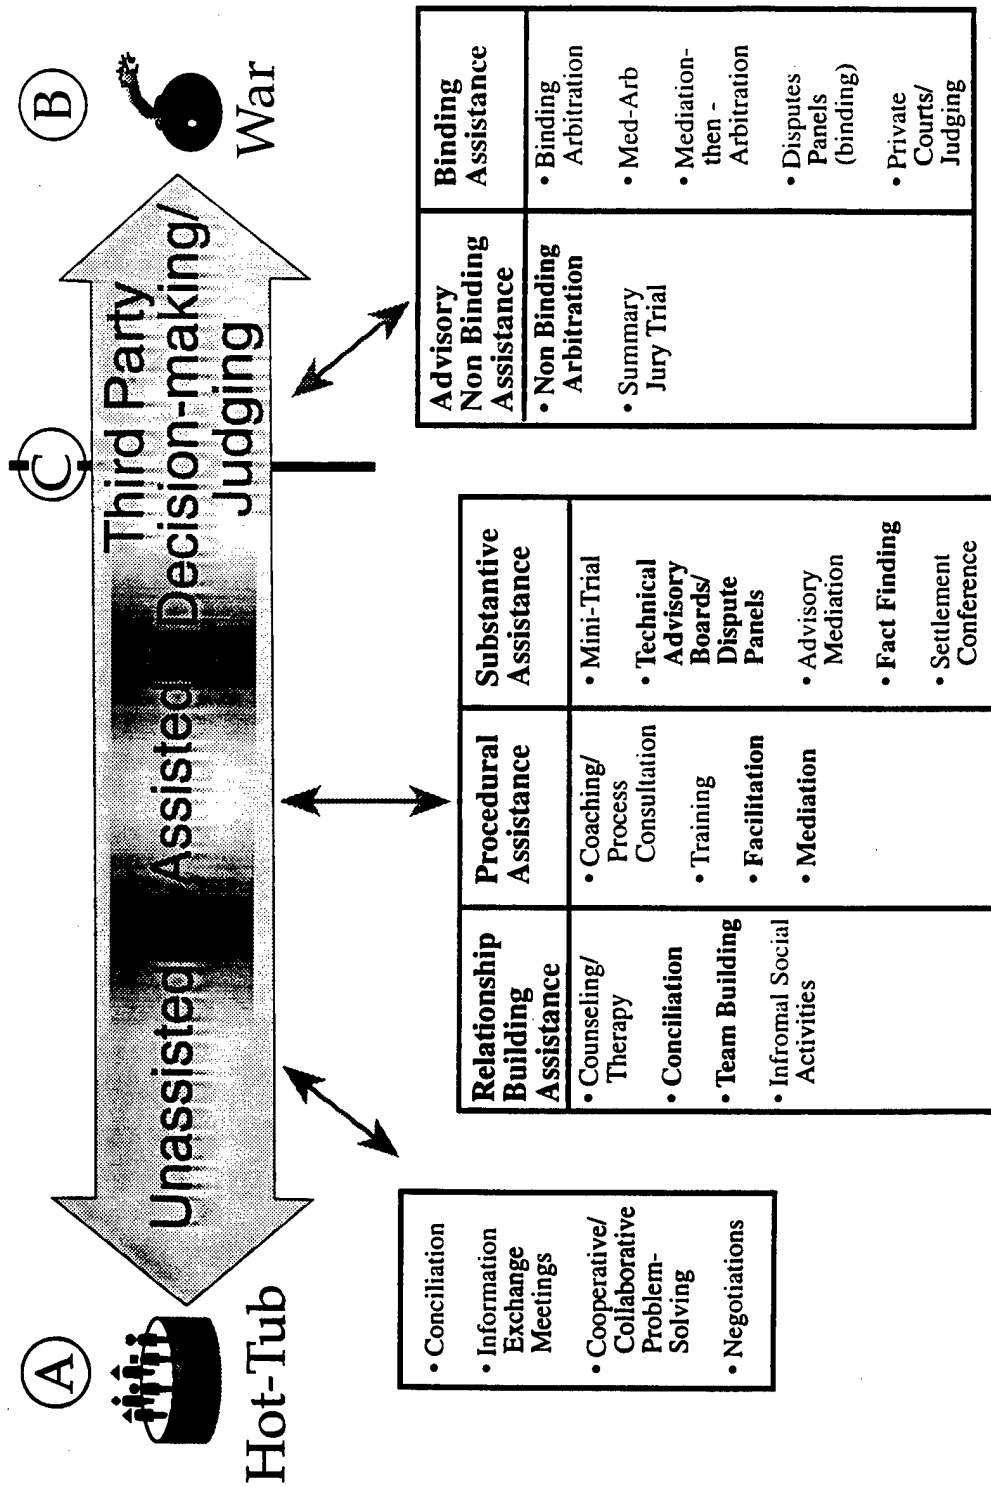 A
B
C
Hot-Tub
War
Unassisted
Assisted
Third Party
Decision-making/
Judging
• Conciliation
• Information
Exchange
Meetings
• Cooperative/
Collaborative
Problem-
Solving
• Negotiations
Relationship
Building
Assistance
• Counseling/
Therapy
• Conciliation
• Team Building
• Infromal Social
Activities
Procedural
Assistance
• Coaching/
Process
Consultation
• Training
• Facilitation
• Mediation
Substantive
Assistance
• Mini-Trial
• Technical
Advisory
Boards/
Dispute
Panels
• Advisory
Mediation
• Fact Finding
• Settlement
Conference
Advisory
Non Binding
Assistance
• Non Binding
Arbitration
• Summary
Jury Trial
Binding
Assistance
• Binding
Arbitration
• Med-Arb
• Mediation-
then -
Arbitration
• Disputes
Panels
(binding)
• Private
Courts/
Judging